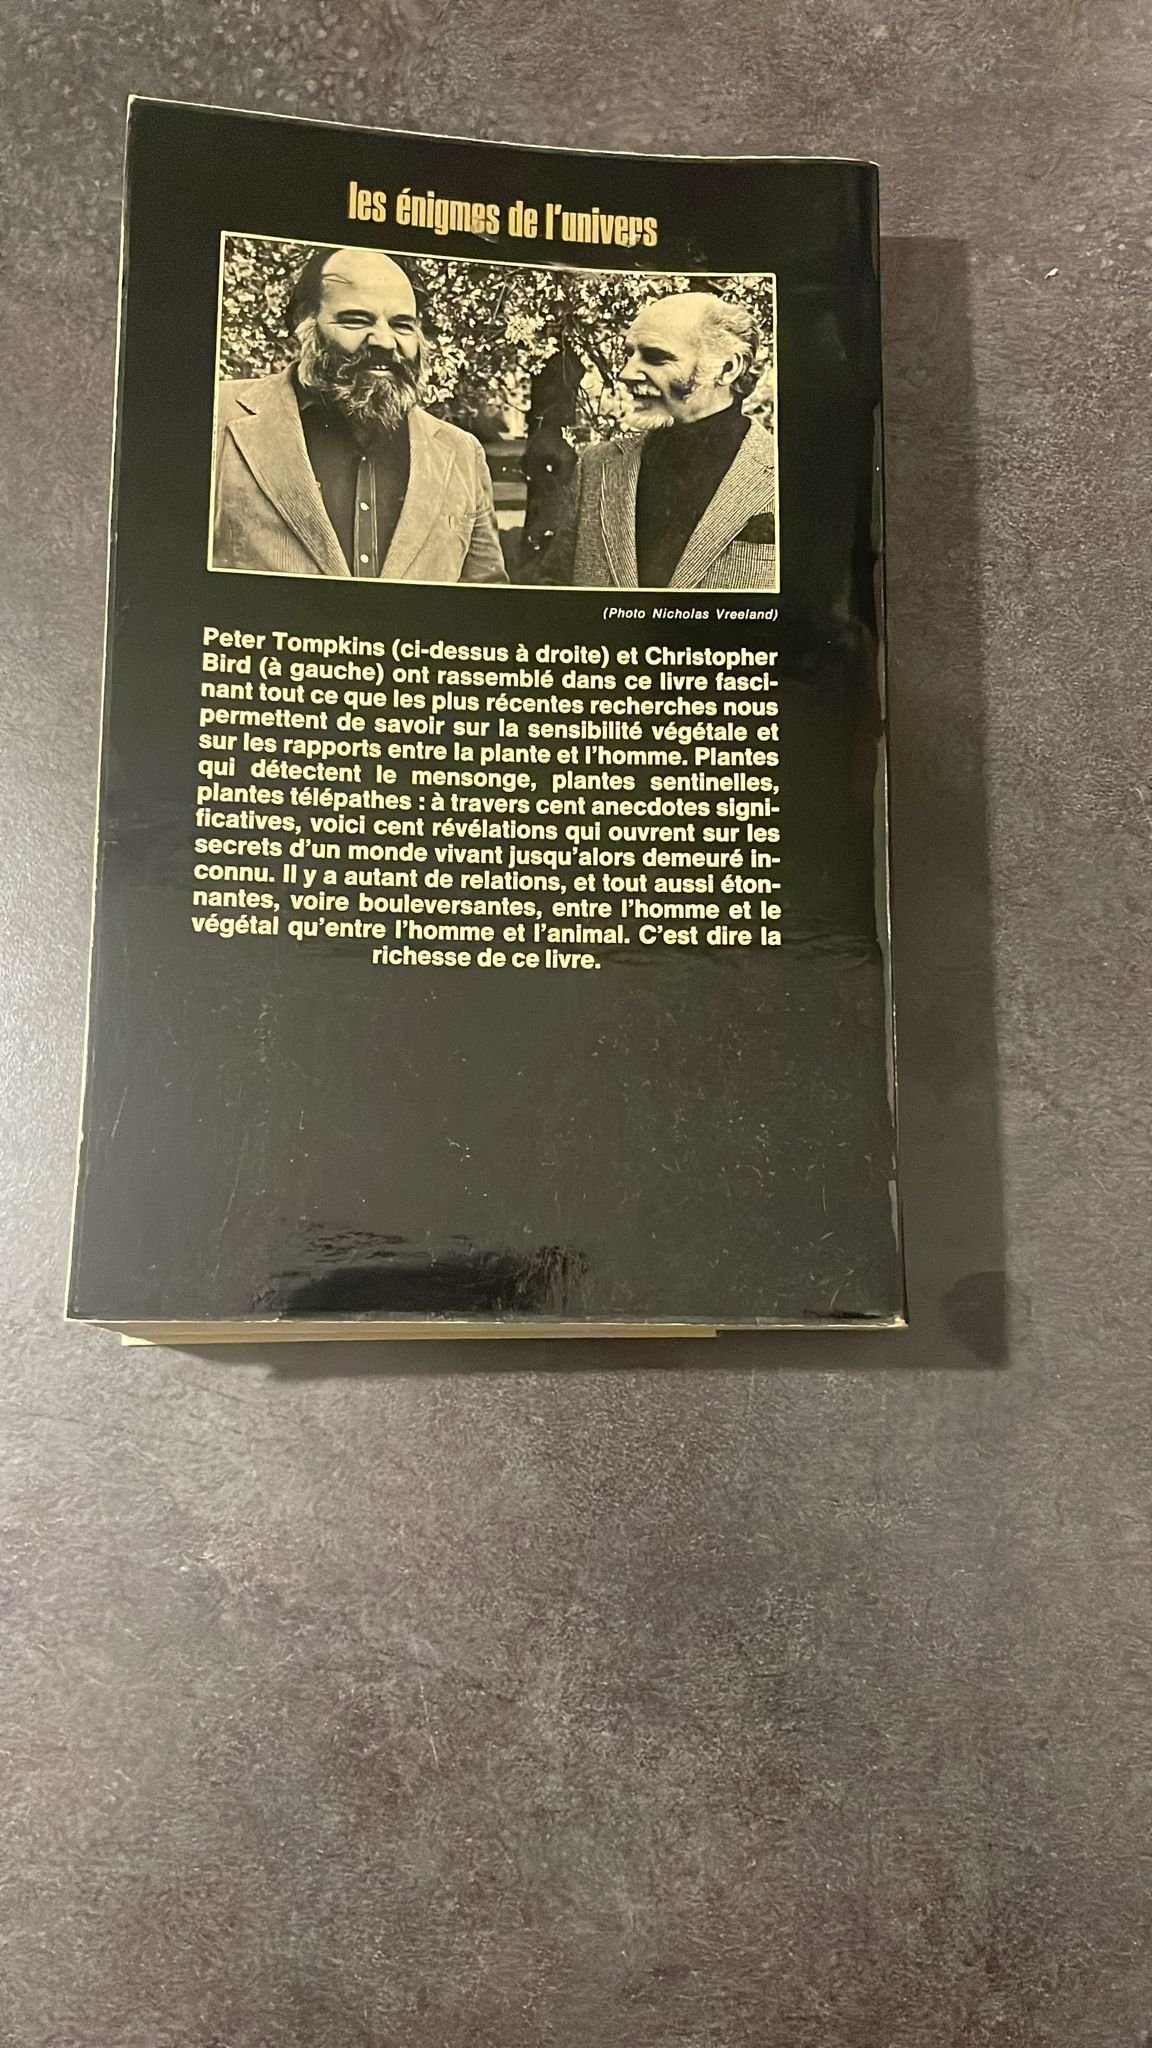 les énigmes de l'univers
(Photo Nicholas Vreeland)
Peter Tompkins (ci-dessus à droite) et Christopher
Bird (à gauche) ont rassemblé dans ce livre fasci-
nant tout ce que les plus récentes recherches nous
permettent de savoir sur la sensibilité végétale et
sur les rapports entre la plante et l'homme. Plantes
qui détectent le mensonge, plantes sentinelles,
plantes télépathes : à travers cent anecdotes signi-
ficatives, voici cent révélations qui ouvrent sur les
secrets d'un monde vivant jusqu'alors demeuré in-
connu. Il y a autant de relations, et tout aussi éton-
nantes, voire bouleversantes, entre l'homme et le
végétal qu'entre l'homme et l'animal. C'est dire la
richesse de ce livre.